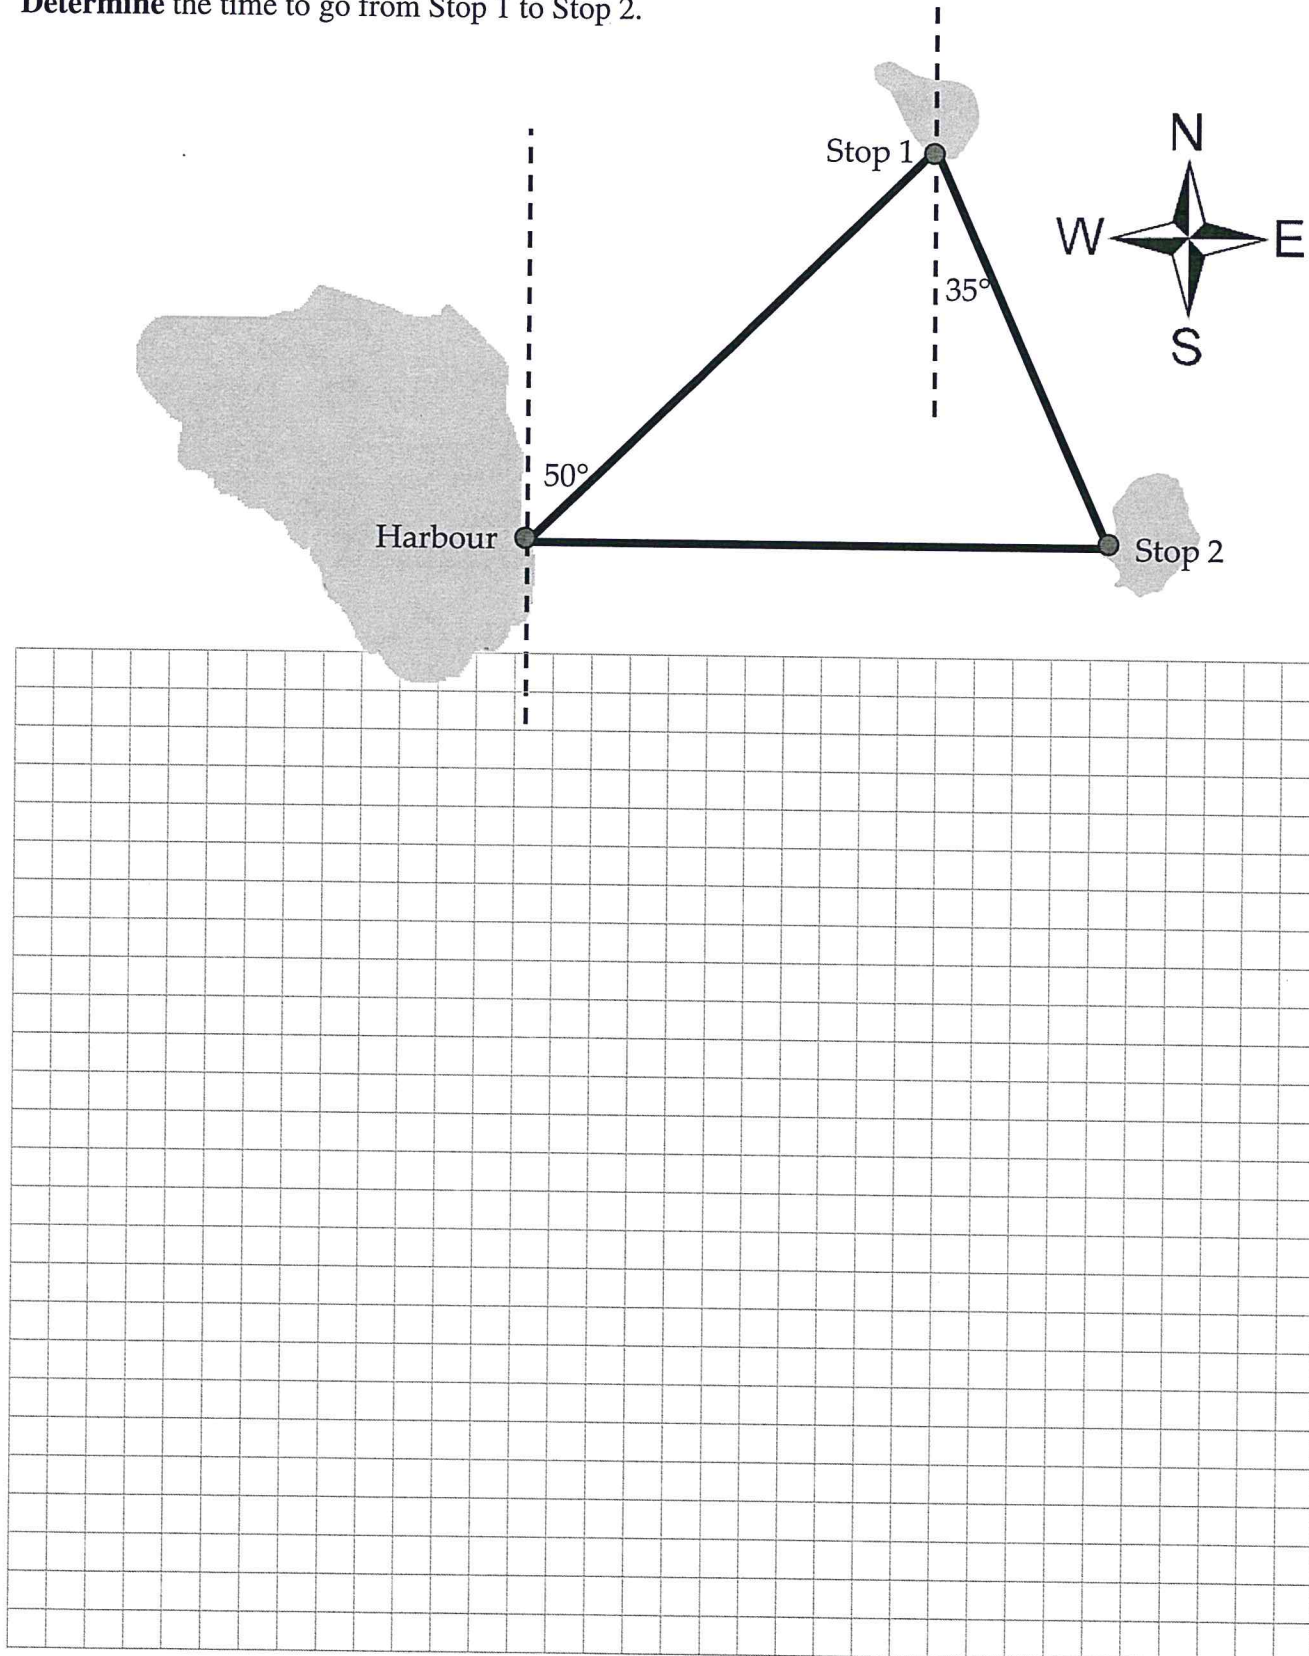 Determine the time to go from Stop 1 to Stop 2.
Stop 1
N
W
E
S
35°
50°
Harbour
Stop 2